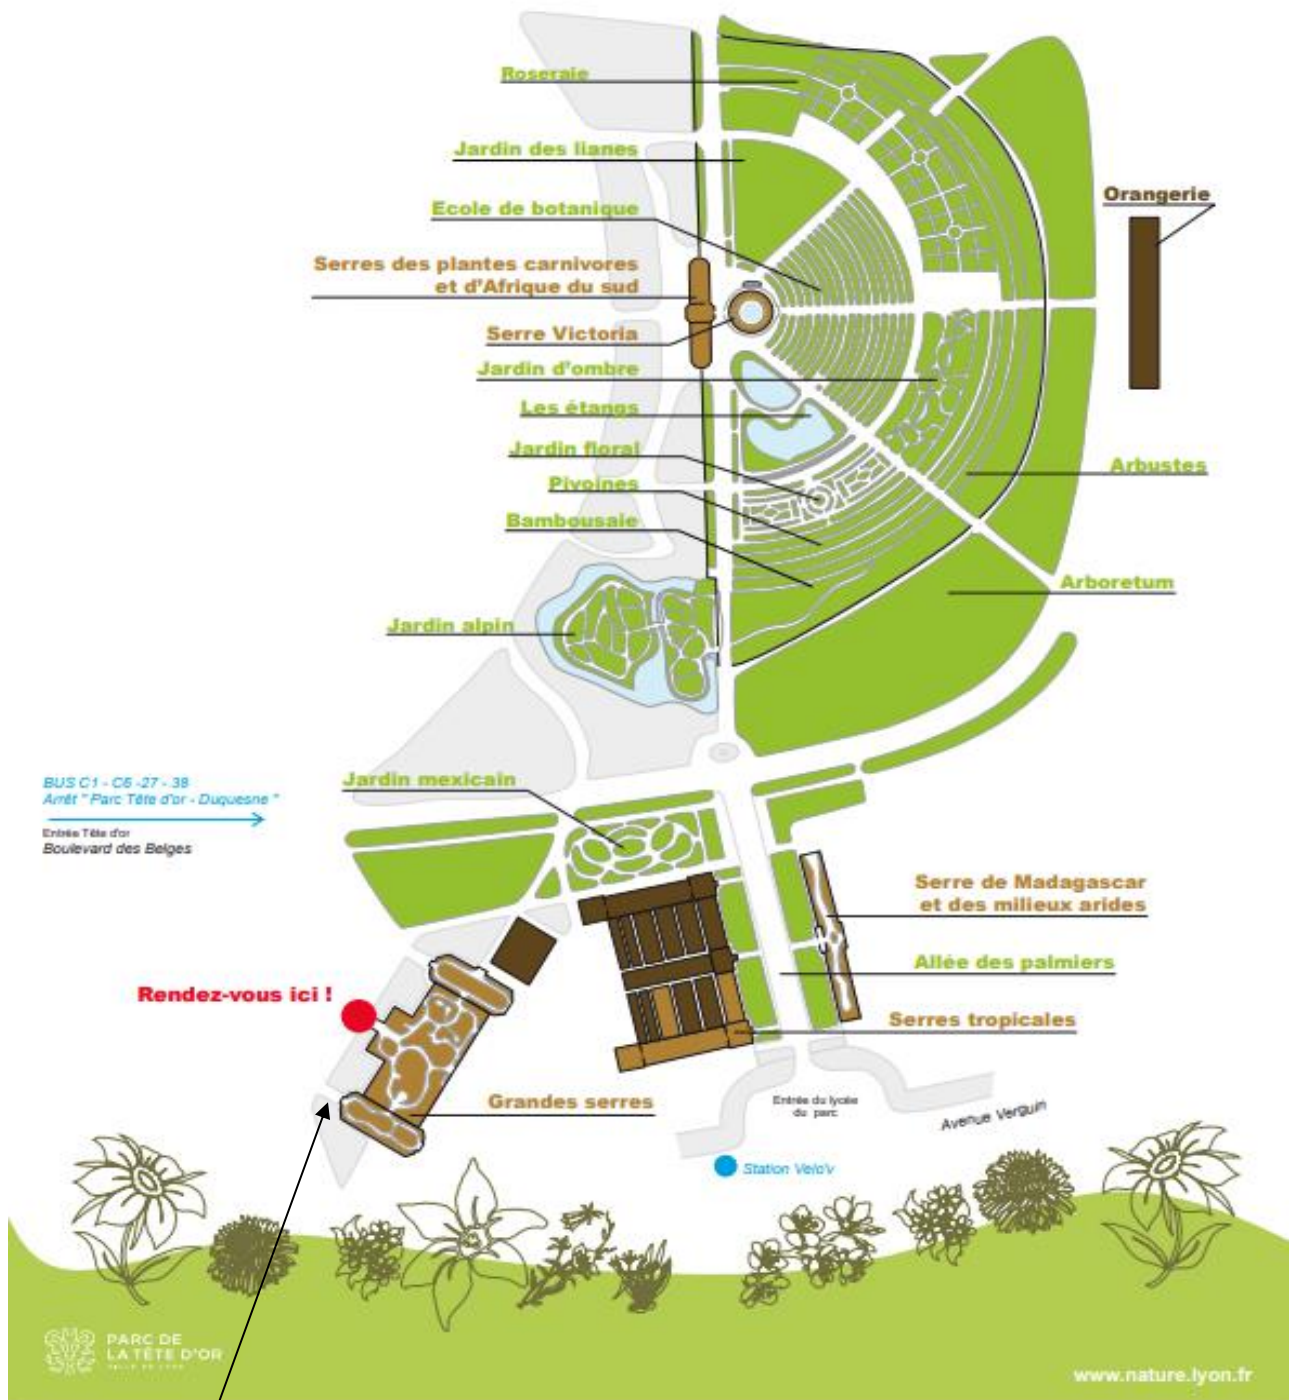 Roseraie
Jardin des lianes
Orangerie
Ecole de botanique
Serres des plantes carnivores
et d'Afrique du sud
Serre Victoria
Jardin d'ombre
Les étangs
Jardin floral
Arbustes
Pivoines
Bambousaie
Arboretum
Jardin alpin
BUS C1 - C6 -27 - 38
Arrêt " Parc Tête d'or - Duquesne "
Entrée Tête d'or
Boulevard des Belges
Jardin mexicain
Serre de Madagascar
et des milieux arides
Allée des palmiers
Rendez-vous ici !
Serres tropicales
Grandes serres
Entrée du lycée
du parc
Avenue Verguin
Station Velo'v
PARC DE
LA TÊTE D'OR
VILLE DE LYON
www.nature.lyon.fr